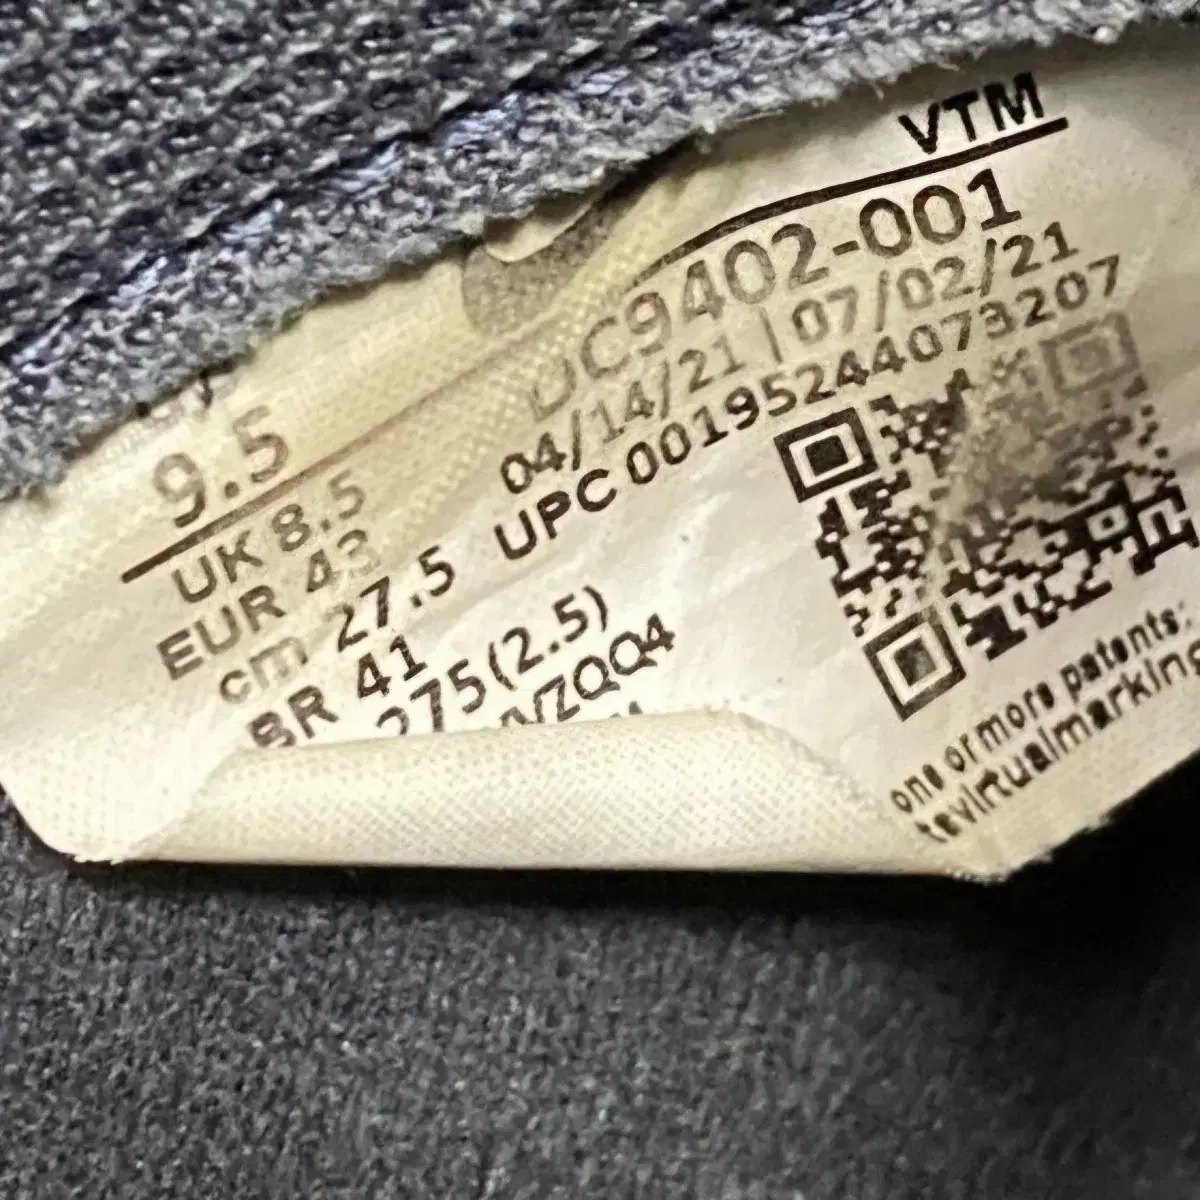 VTM
DC9402-001
04/14/21 | 07/02/21
UPC 00195244073207
9.5
UK 8.5
EUR 43
cm 27.5
BR 41
275(2.5)
one or more patents: